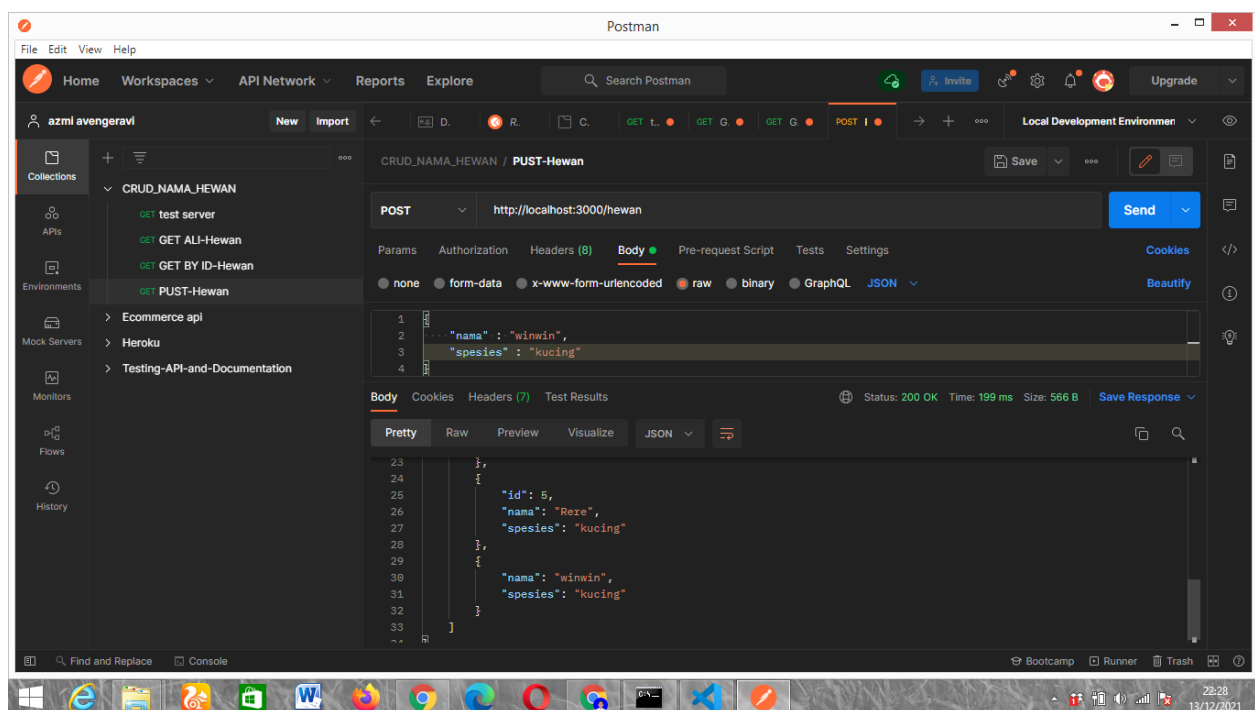 Postman
File Edit View Help
Home Workspaces API Network Reports Explore Search Postman Invite Upgrade
azmi avengeravi New Import D. R. C. GET t.. GET G. GET G. POST Local Development Environmen
Collections
APIs
Environments
Mock Servers
Monitors
Flows
History
CRUD_NAMA_HEWAN
GET test server
GET GET ALl-Hewan
GET GET BY ID-Hewan
GET PUST-Hewan
Ecommerce api
Heroku
Testing-API-and-Documentation
CRUD_NAMA_HEWAN / PUST-Hewan Save
POST http://localhost:3000/hewan Send
Params Authorization Headers (8) Body Pre-request Script Tests Settings Cookies
none form-data x-www-form-urlencoded raw binary GraphQL JSON Beautify
1 {
2 "nama" : "winwin",
3 "spesies" : "kucing"
4 }
Body Cookies Headers (7) Test Results Status: 200 OK Time: 199 ms Size: 566 B Save Response
Pretty Raw Preview Visualize JSON
23 },
24 {
25 "id": 5,
26 "nama": "Rere",
27 "spesies": "kucing"
28 },
29 {
30 "nama": "winwin",
31 "spesies": "kucing"
32 }
33 ]
34 }
Find and Replace Console Bootcamp Runner Trash
22:28
13/12/2021